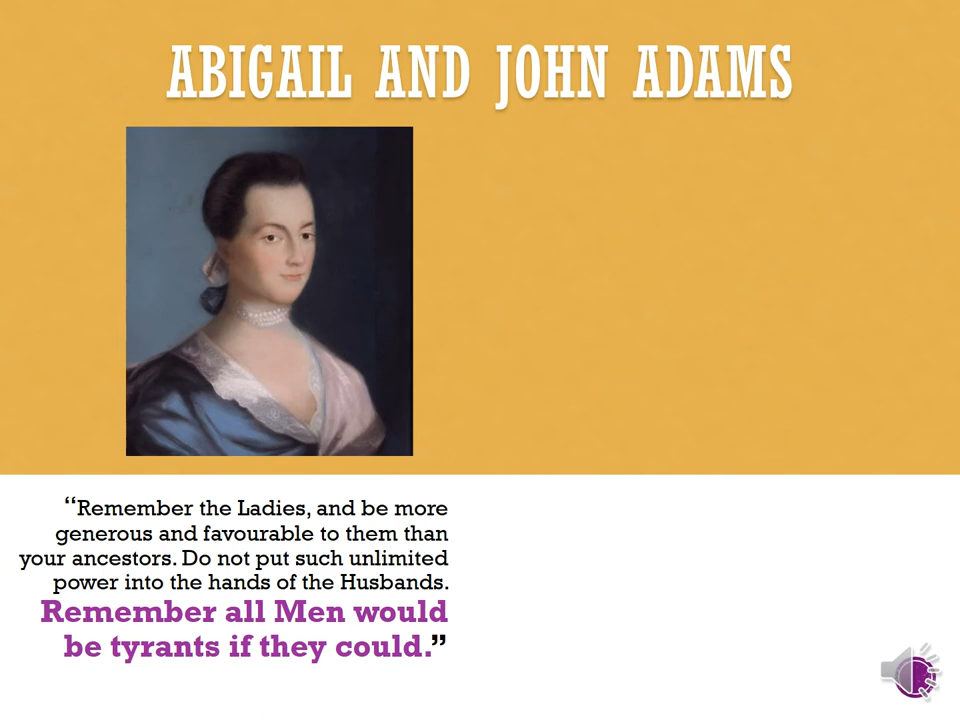 ABIGAIL AND JOHN ADAMS
“Remember the Ladies, and be more
generous and favourable to them than
your ancestors. Do not put such unlimited
power into the hands of the Husbands.
Remember all Men would
be tyrants if they could.”